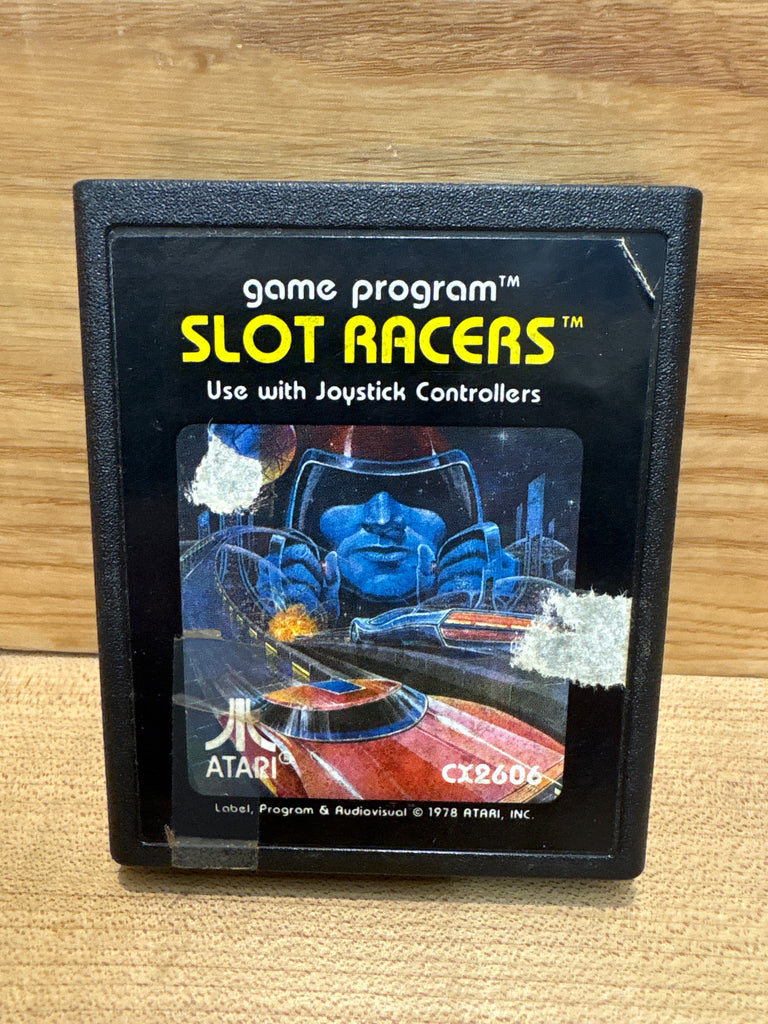 game program™
SLOT RACERS™
Use with Joystick Controllers
ATARI®
CX2606
Label, Program & Audiovisual © 1978 ATARI, INC.